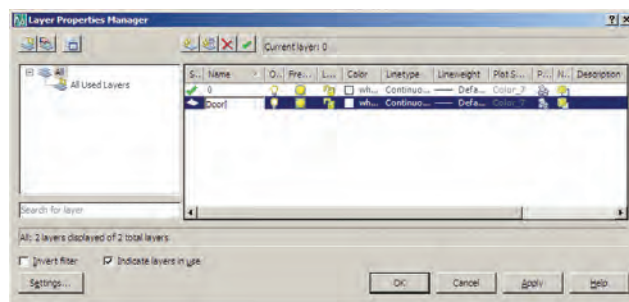 Layer Properties Manager
Current layer: 0
All
All Used Layers
S... Name O.. Fre... L... Color Linetype Lineweight Plot S... P... N.. Description
0 wh... Continuo... Defa... Color_7
Door wh... Continuo... Defa... Color_7
Search for layer
All: 2 layers displayed of 2 total layers
Invert filter Indicate layers in use
Settings... OK Cancel Apply Help